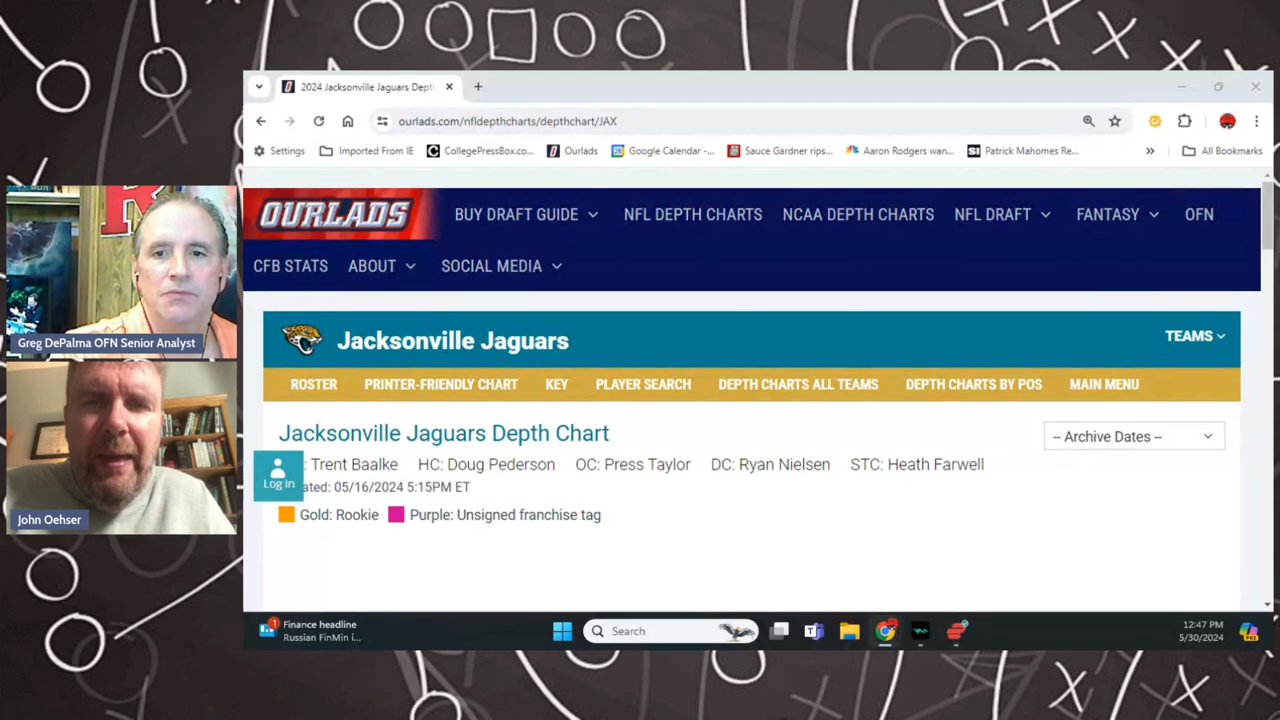 2024 Jacksonville Jaguars Dept
ourlads.com/nfldepthcharts/depthchart/JAX
Settings Imported From IE CollegePressBox.co... Ourlads Google Calendar -... Sauce Gardner rips... Aaron Rodgers wan... Patrick Mahomes Re... » All Bookmarks
OURLADS BUY DRAFT GUIDE NFL DEPTH CHARTS NCAA DEPTH CHARTS NFL DRAFT FANTASY OFN
CFB STATS ABOUT SOCIAL MEDIA
R
Greg DePalma OFN Senior Analyst
John Oehser
Jacksonville Jaguars TEAMS
ROSTER PRINTER-FRIENDLY CHART KEY PLAYER SEARCH DEPTH CHARTS ALL TEAMS DEPTH CHARTS BY POS MAIN MENU
Jacksonville Jaguars Depth Chart
-- Archive Dates --
: Trent Baalke HC: Doug Pederson OC: Press Taylor DC: Ryan Nielsen STC: Heath Farwell
Log In
ated: 05/16/2024 5:15PM ET
Gold: Rookie Purple: Unsigned franchise tag
1
Finance headline
Russian FinMin i...
Search
12:47 PM
5/30/2024